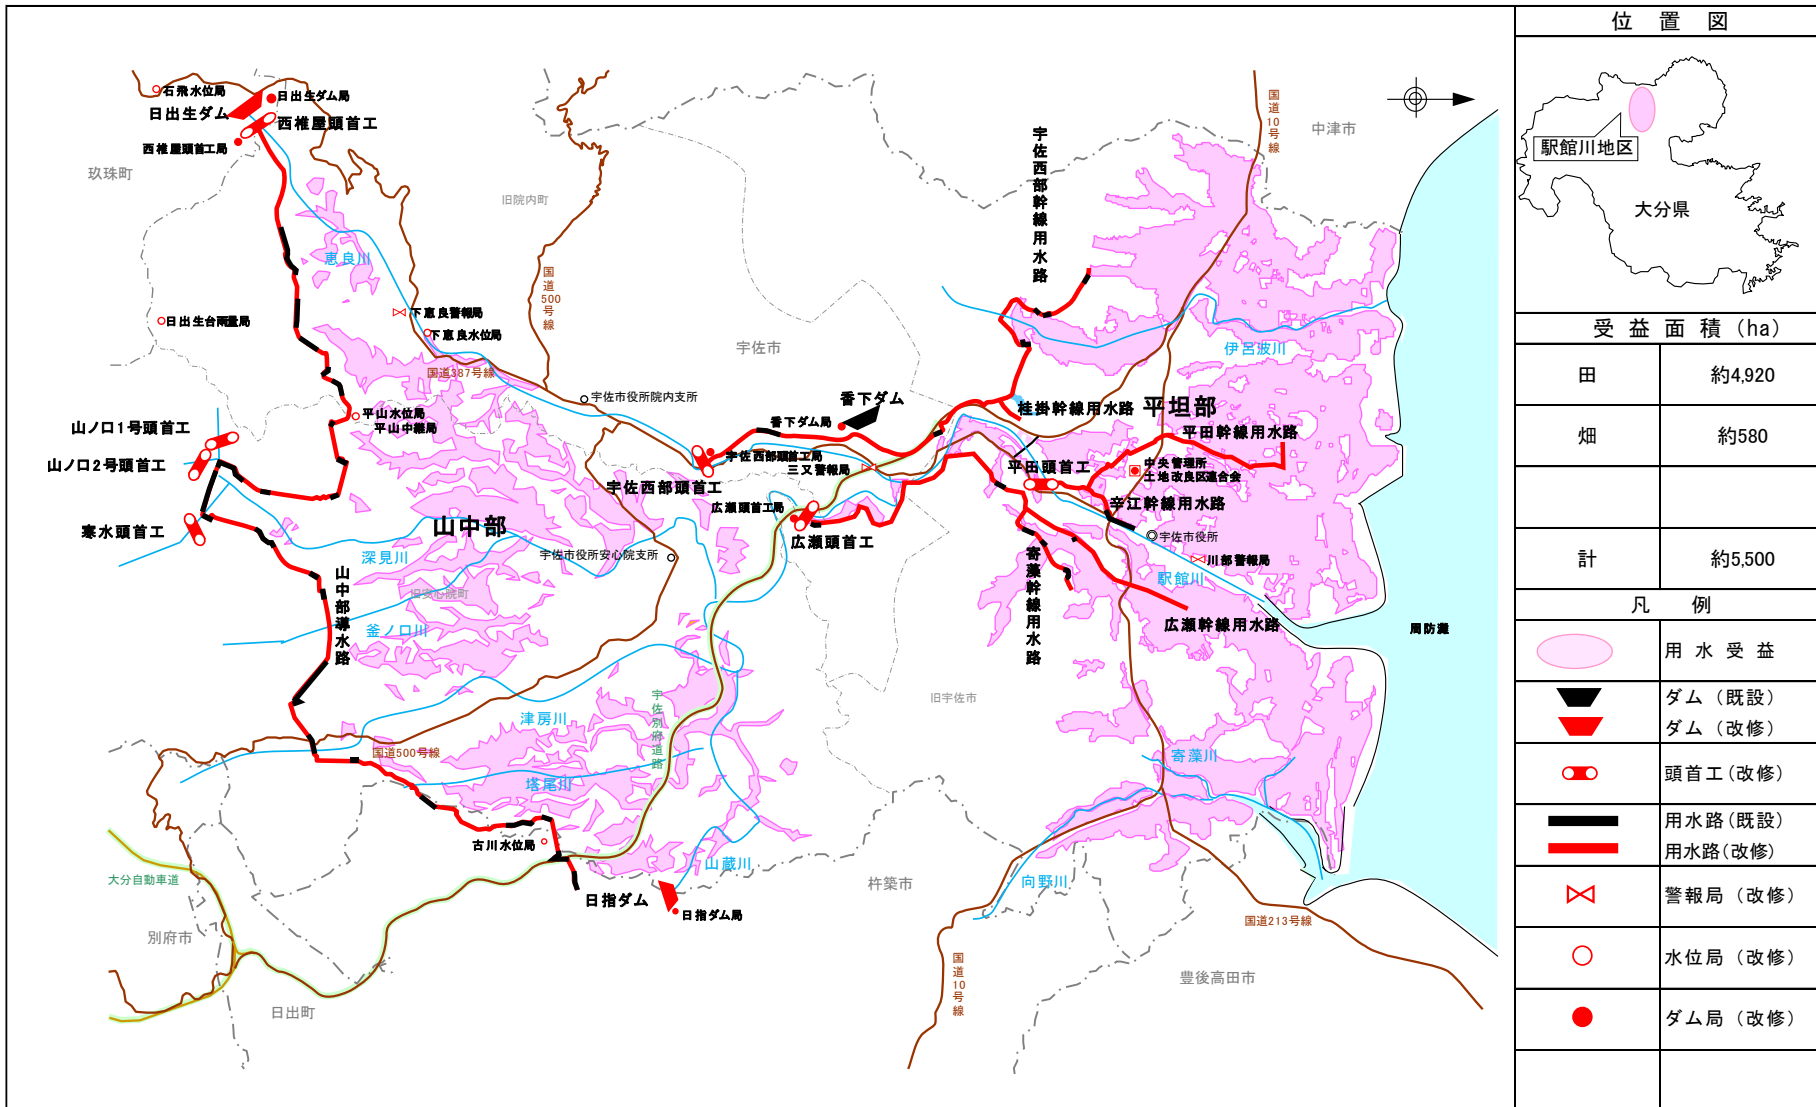 石飛水位局
日出生ダム局
日出生ダム
西椎屋頭首工
西椎屋頭首工局
玖珠町
旧院内町
恵良川
国道500号線
日出生台雨量局
下恵良警報局
下恵良水位局
国道387号線
宇佐市
宇佐市役所院内支所
平山水位局
平山中継局
山ノ口1号頭首工
山ノ口2号頭首工
寒水頭首工
山中部
深見川
宇佐市役所安心院支所
旧安心院町
釜ノ口川
山中部導水路
津房川
国道500号線
塔尾川
古川水位局
日指ダム
日指ダム局
山蔵川
宇佐別府道路
大分自動車道
別府市
日出町
杵築市
香下ダム
香下ダム局
宇佐西部頭首工局
三又警報局
宇佐西部頭首工
広瀬頭首工局
広瀬頭首工
宇佐西部幹線用水路
国道10号線
中津市
伊呂波川
桂掛幹線用水路
平坦部
平田幹線用水路
平田頭首工
中央管理所
土地改良区連合会
辛江幹線用水路
宇佐市役所
川部警報局
駅館川
広瀬幹線用水路
寄藻幹線用水路
旧宇佐市
寄藻川
向野川
国道10号線
国道213号線
豊後高田市
周防灘
位置図
駅館川地区
大分県
受益面積(ha)
田 約4,920
畑 約580
計 約5,500
凡例
用水受益
ダム(既設)
ダム(改修)
頭首工(改修)
用水路(既設)
用水路(改修)
警報局(改修)
水位局(改修)
ダム局(改修)